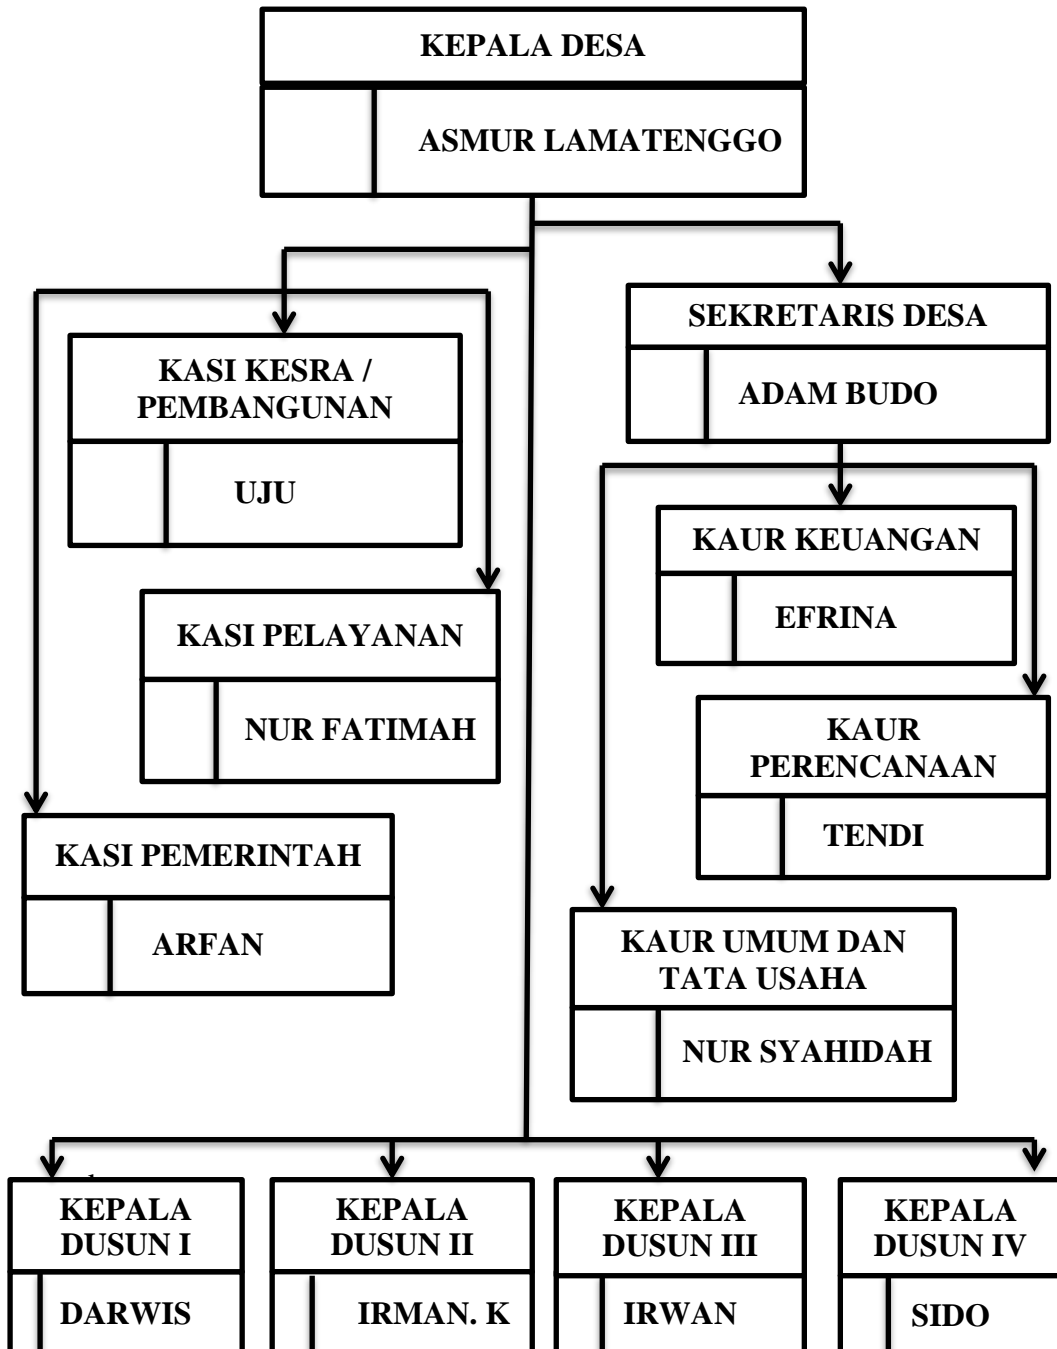 KEPALA DESA
ASMUR LAMATENGGO
SEKRETARIS DESA
ADAM BUDO
KASI KESRA /
PEMBANGUNAN
UJU
KAUR KEUANGAN
EFRINA
KASI PELAYANAN
NUR FATIMAH
KAUR
PERENCANAAN
TENDI
KASI PEMERINTAH
ARFAN
KAUR UMUM DAN
TATA USAHA
NUR SYAHIDAH
KEPALA
DUSUN I
DARWIS
KEPALA
DUSUN II
IRMAN. K
KEPALA
DUSUN III
IRWAN
KEPALA
DUSUN IV
SIDO